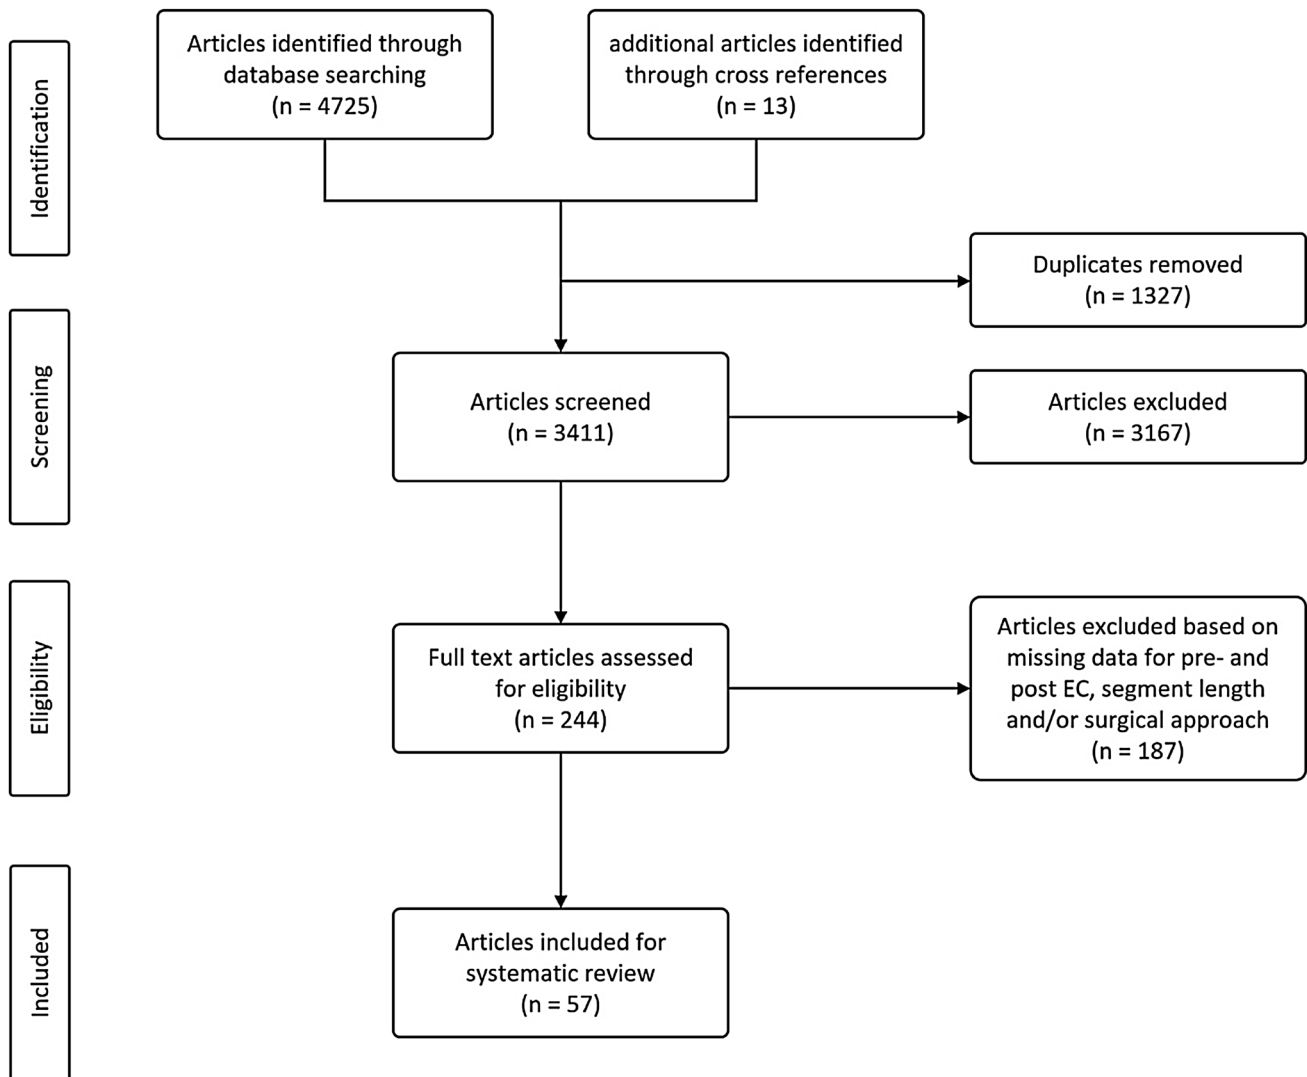 Identification
Articles identified through
database searching
(n = 4725)
additional articles identified
through cross references
(n = 13)
Duplicates removed
(n = 1327)
Screening
Articles screened
(n = 3411)
Articles excluded
(n = 3167)
Eligibility
Full text articles assessed
for eligibility
(n = 244)
Articles excluded based on
missing data for pre- and
post EC, segment length
and/or surgical approach
(n = 187)
Included
Articles included for
systematic review
(n = 57)